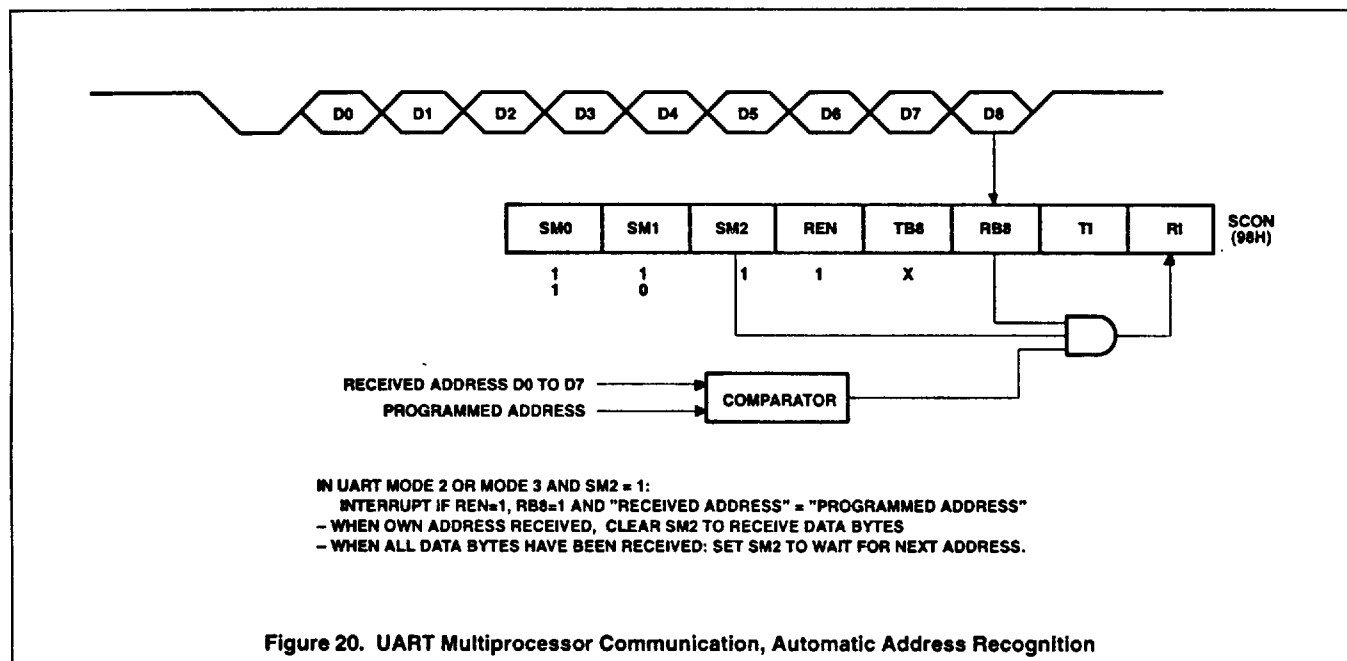 D0 D1 D2 D3 D4 D5 D6 D7 D8
SM0 SM1 SM2 REN TB8 RB8 TI RI SCON
(98H)
1 1 1 1 X
1 0
RECEIVED ADDRESS D0 TO D7
PROGRAMMED ADDRESS
COMPARATOR
IN UART MODE 2 OR MODE 3 AND SM2 = 1:
INTERRUPT IF REN=1, RB8=1 AND "RECEIVED ADDRESS" = "PROGRAMMED ADDRESS"
– WHEN OWN ADDRESS RECEIVED, CLEAR SM2 TO RECEIVE DATA BYTES
– WHEN ALL DATA BYTES HAVE BEEN RECEIVED: SET SM2 TO WAIT FOR NEXT ADDRESS.
Figure 20. UART Multiprocessor Communication, Automatic Address Recognition